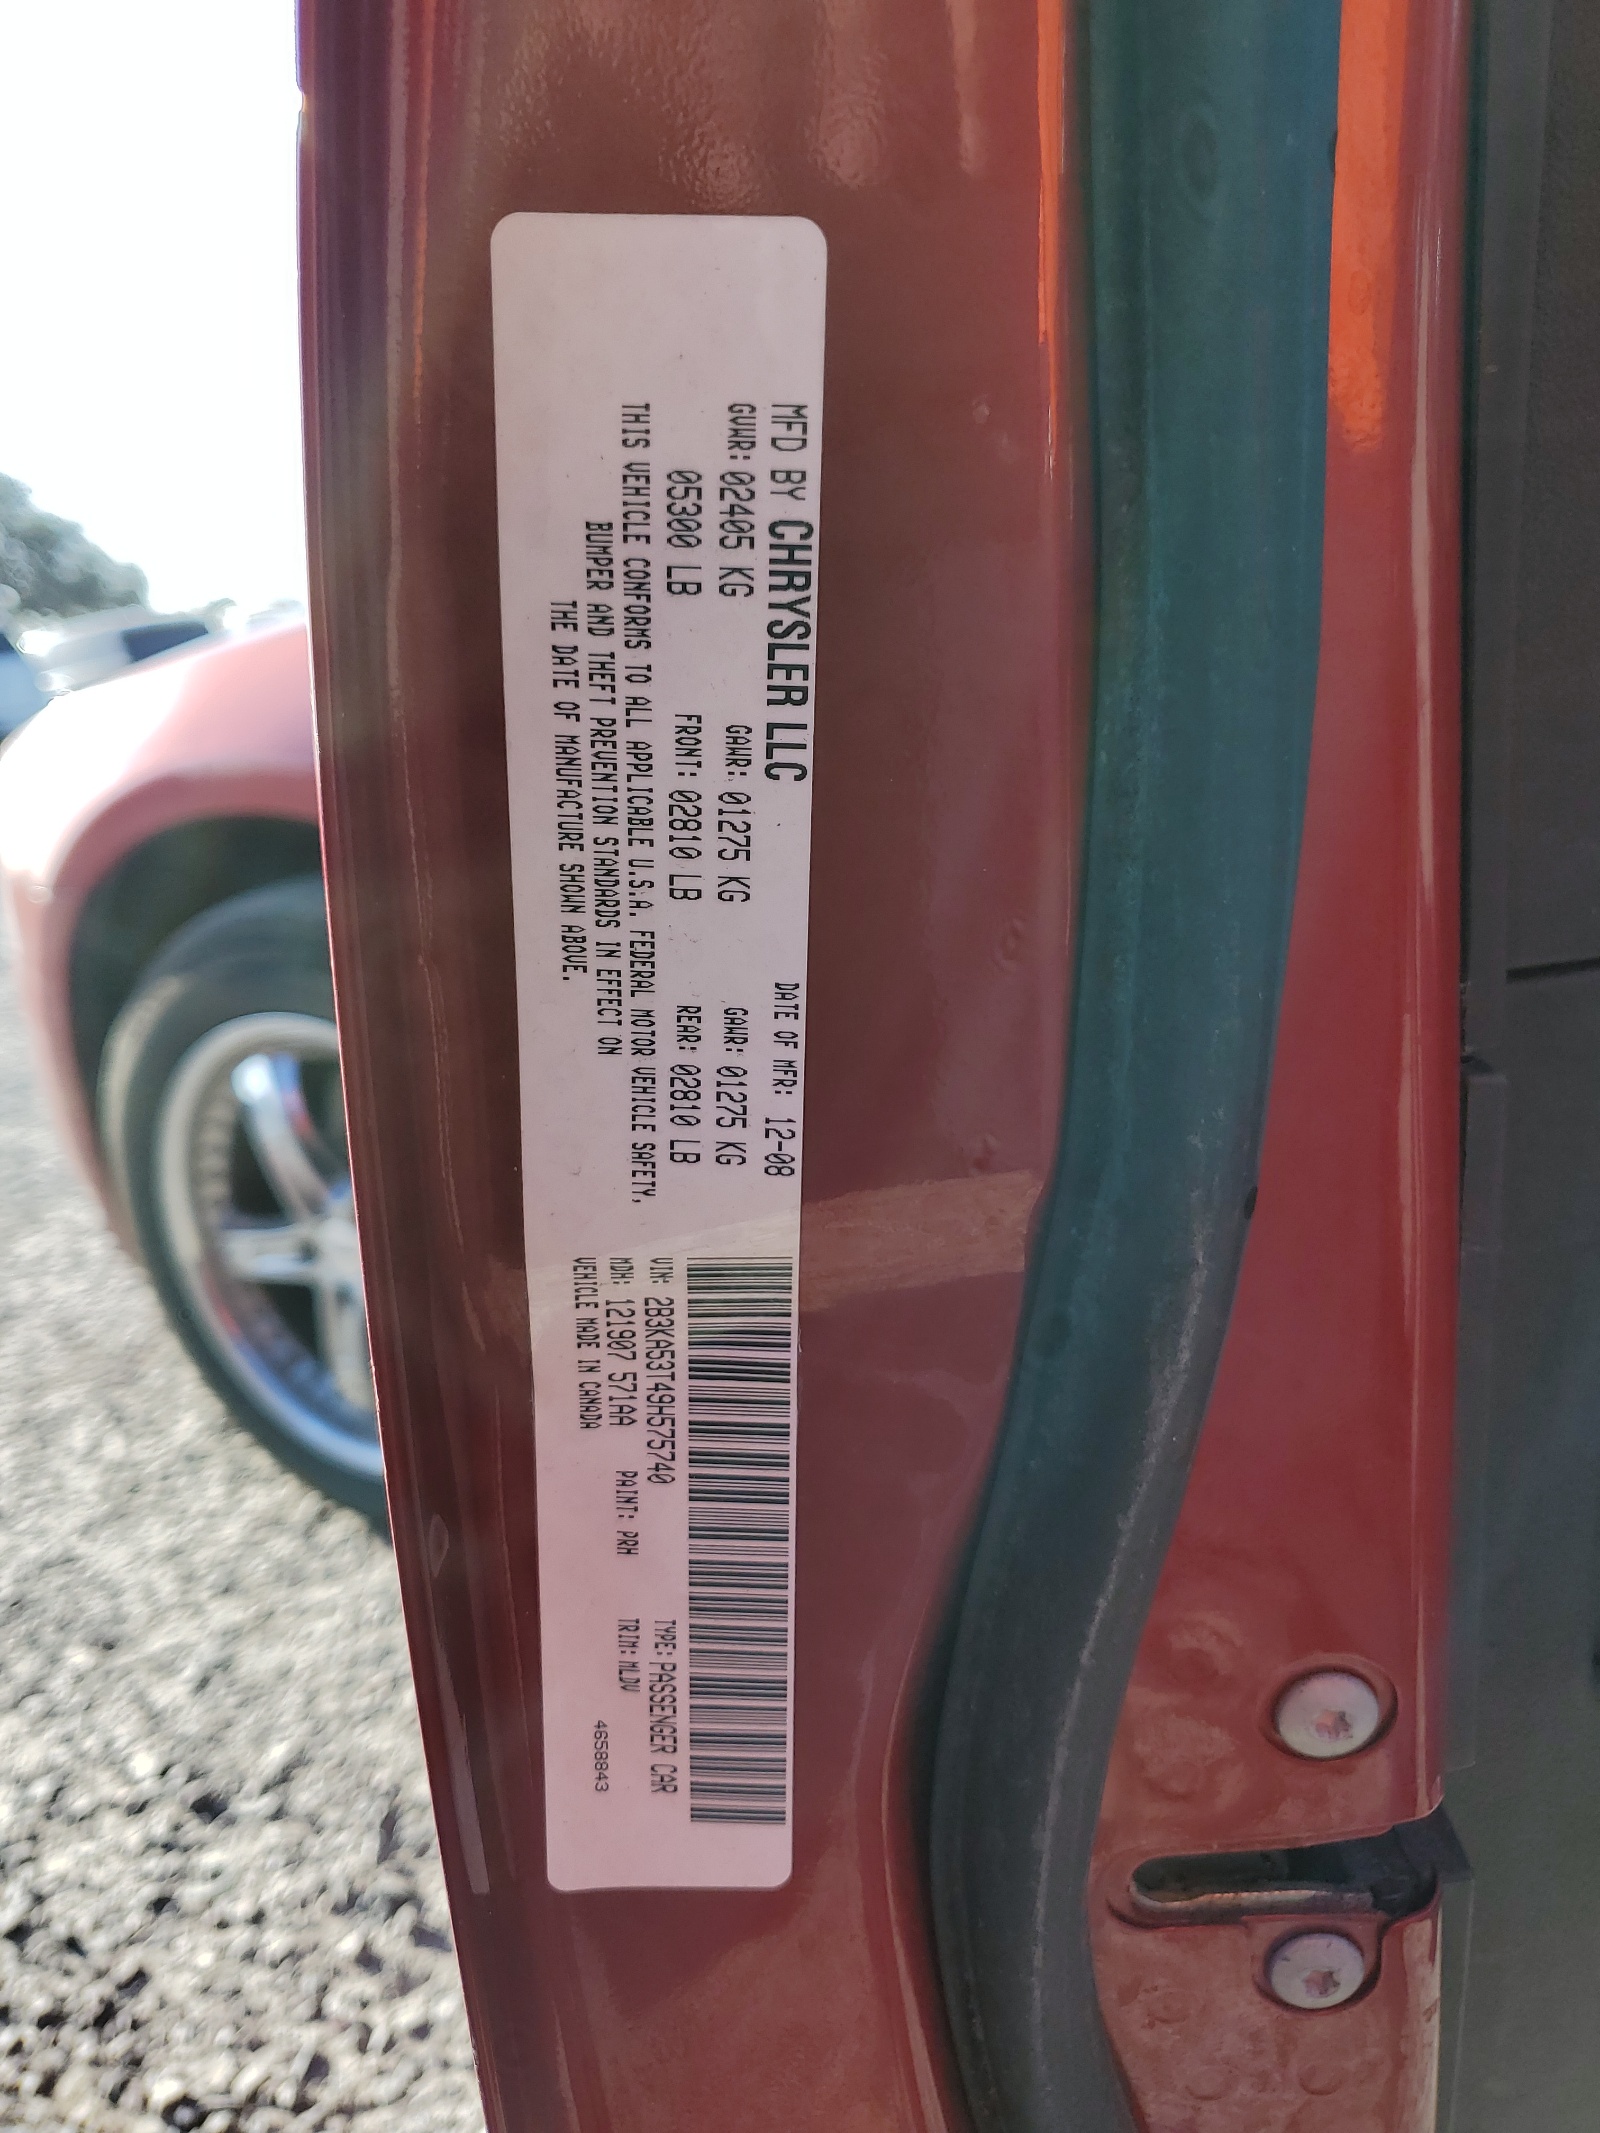 MFD BY CHRYSLER LLC DATE OF MFR: 12-08
GVWR: 02405 KG GAWR: 01275 KG GAWR: 01275 KG
05300 LB FRONT: 02810 LB REAR: 02810 LB
THIS VEHICLE CONFORMS TO ALL APPLICABLE U.S.A. FEDERAL MOTOR VEHICLE SAFETY,
BUMPER AND THEFT PREVENTION STANDARDS IN EFFECT ON
THE DATE OF MANUFACTURE SHOWN ABOVE.
VIN: 2B3KA53T49H575740 TYPE: PASSENGER CAR
MDH: 121907 571AA PAINT: PRH TRIM: MLDV
VEHICLE MADE IN CANADA 4658843